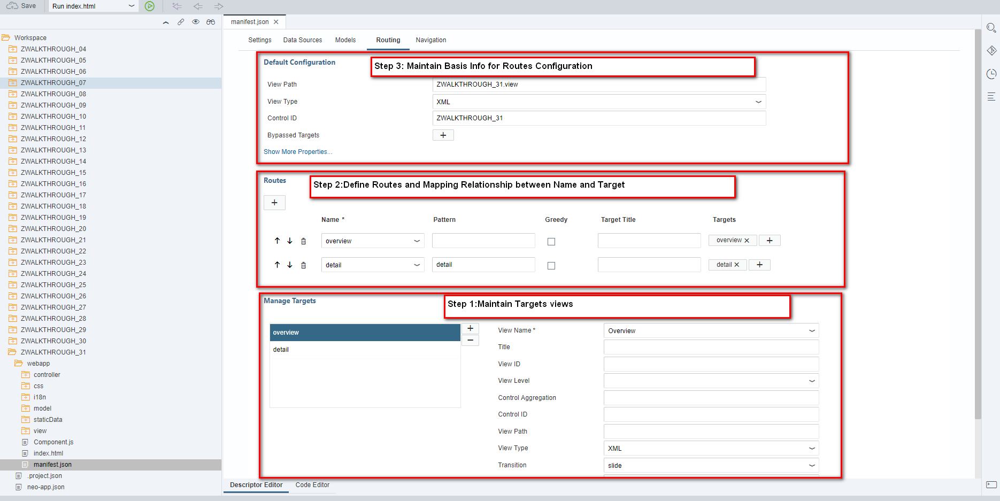 Save
Run index.html
manifest.json
Workspace
ZWALKTHROUGH_04
ZWALKTHROUGH_05
ZWALKTHROUGH_06
ZWALKTHROUGH_07
ZWALKTHROUGH_08
ZWALKTHROUGH_09
ZWALKTHROUGH_10
ZWALKTHROUGH_11
ZWALKTHROUGH_12
ZWALKTHROUGH_13
ZWALKTHROUGH_14
ZWALKTHROUGH_15
ZWALKTHROUGH_16
ZWALKTHROUGH_17
ZWALKTHROUGH_18
ZWALKTHROUGH_19
ZWALKTHROUGH_20
ZWALKTHROUGH_21
ZWALKTHROUGH_22
ZWALKTHROUGH_23
ZWALKTHROUGH_24
ZWALKTHROUGH_25
ZWALKTHROUGH_26
ZWALKTHROUGH_27
ZWALKTHROUGH_28
ZWALKTHROUGH_29
ZWALKTHROUGH_30
ZWALKTHROUGH_31
webapp
controller
css
i18n
model
staticData
view
Component.js
index.html
manifest.json
.project.json
neo-app.json
Settings Data Sources Models Routing Navigation
Default Configuration
Step 3: Maintain Basis Info for Routes Configuration
View Path ZWALKTHROUGH_31.view
View Type XML
Control ID ZWALKTHROUGH_31
Bypassed Targets
Show More Properties...
Routes
Step 2:Define Routes and Mapping Relationship between Name and Target
Name * Pattern Greedy Target Title Targets
overview overview
detail detail detail
Manage Targets
Step 1:Maintain Targets views
overview
detail
View Name * Overview
Title
View ID
View Level
Control Aggregation
Control ID
View Path
View Type XML
Transition slide
Descriptor Editor Code Editor